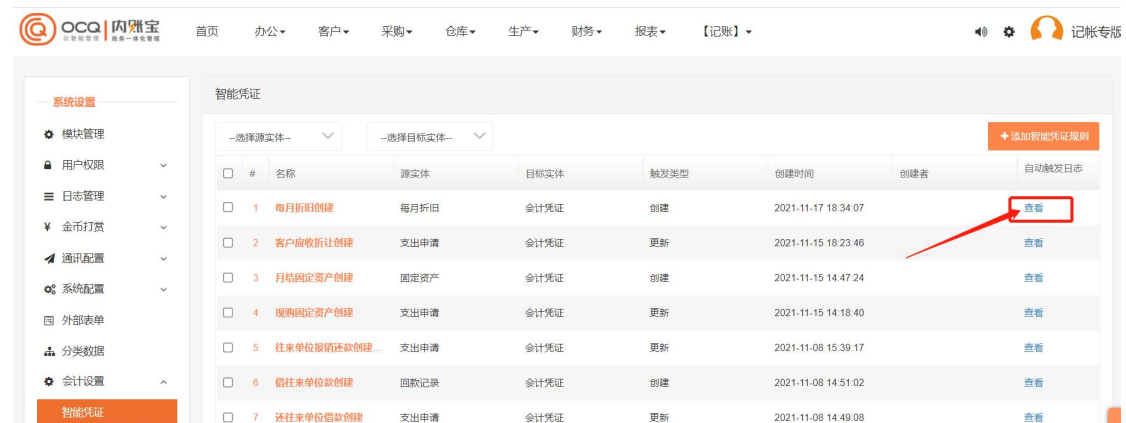 OCQ 内账宝
云智能管理 账务一体化管理
首页 办公 客户 采购 仓库 生产 财务 报表 【记账】 记帐专版
系统设置
模块管理
用户权限
日志管理
¥ 金币打赏
通讯配置
系统配置
外部表单
分类数据
会计设置
智能凭证
智能凭证
--选择源实体-- --选择目标实体-- +添加智能凭证规则
# 名称 源实体 目标实体 触发类型 创建时间 创建者 自动触发日志
1 每月折旧创建 每月折旧 会计凭证 创建 2021-11-17 18:34:07 查看
2 客户应收折让创建 支出申请 会计凭证 更新 2021-11-15 18:23:46 查看
3 月结固定资产创建 固定资产 会计凭证 创建 2021-11-15 14:47:24 查看
4 现购固定资产创建 支出申请 会计凭证 更新 2021-11-15 14:18:40 查看
5 往来单位报销还款创建... 支出申请 会计凭证 更新 2021-11-08 15:39:17 查看
6 借往来单位款创建 回款记录 会计凭证 创建 2021-11-08 14:51:02 查看
7 还往来单位借款创建 支出申请 会计凭证 更新 2021-11-08 14:49:08 查看